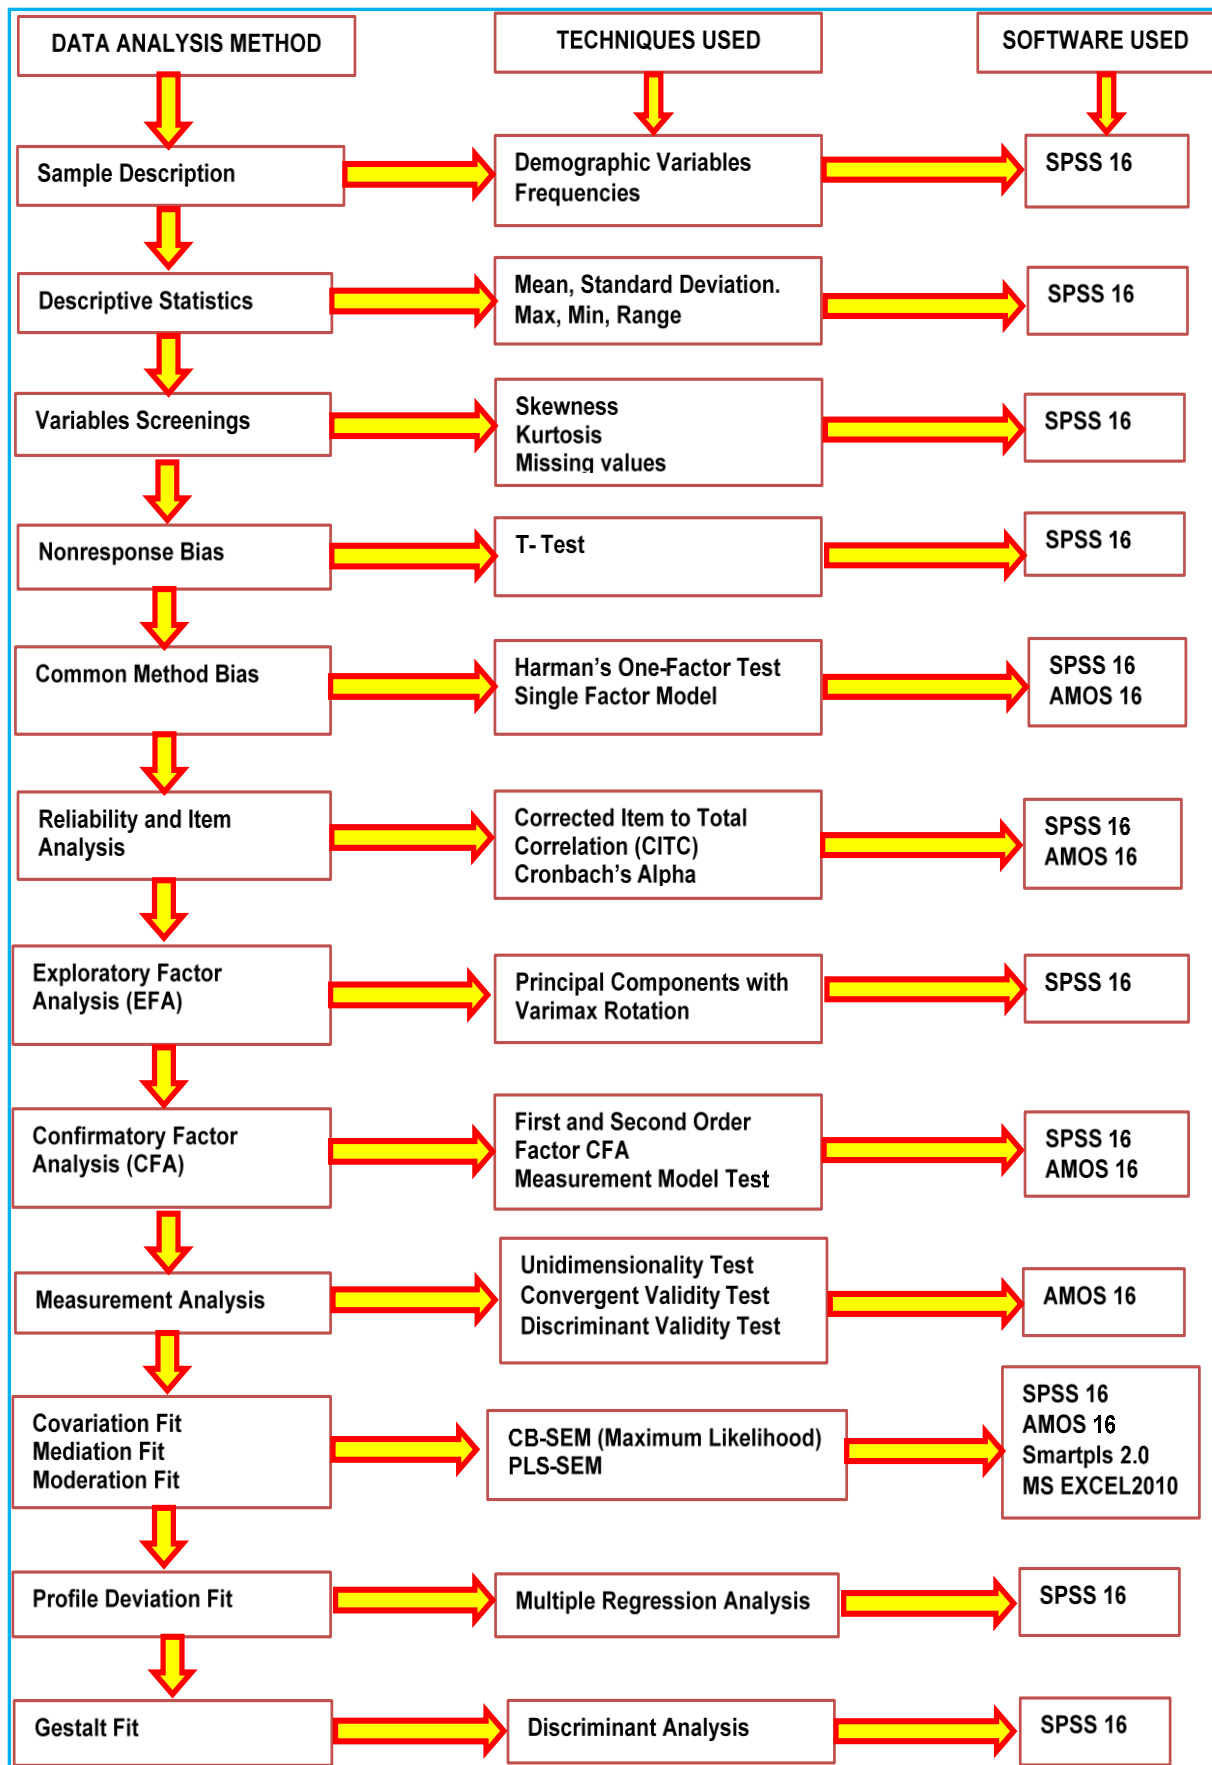 DATA ANALYSIS METHOD
TECHNIQUES USED
SOFTWARE USED
Sample Description
Demographic Variables
Frequencies
SPSS 16
Descriptive Statistics
Mean, Standard Deviation.
Max, Min, Range
SPSS 16
Variables Screenings
Skewness
Kurtosis
Missing values
SPSS 16
Nonresponse Bias
T- Test
SPSS 16
Common Method Bias
Harman’s One-Factor Test
Single Factor Model
SPSS 16
AMOS 16
Reliability and Item
Analysis
Corrected Item to Total
Correlation (CITC)
Cronbach’s Alpha
SPSS 16
AMOS 16
Exploratory Factor
Analysis (EFA)
Principal Components with
Varimax Rotation
SPSS 16
Confirmatory Factor
Analysis (CFA)
First and Second Order
Factor CFA
Measurement Model Test
SPSS 16
AMOS 16
Measurement Analysis
Unidimensionality Test
Convergent Validity Test
Discriminant Validity Test
AMOS 16
Covariation Fit
Mediation Fit
Moderation Fit
CB-SEM (Maximum Likelihood)
PLS-SEM
SPSS 16
AMOS 16
Smartpls 2.0
MS EXCEL2010
Profile Deviation Fit
Multiple Regression Analysis
SPSS 16
Gestalt Fit
Discriminant Analysis
SPSS 16